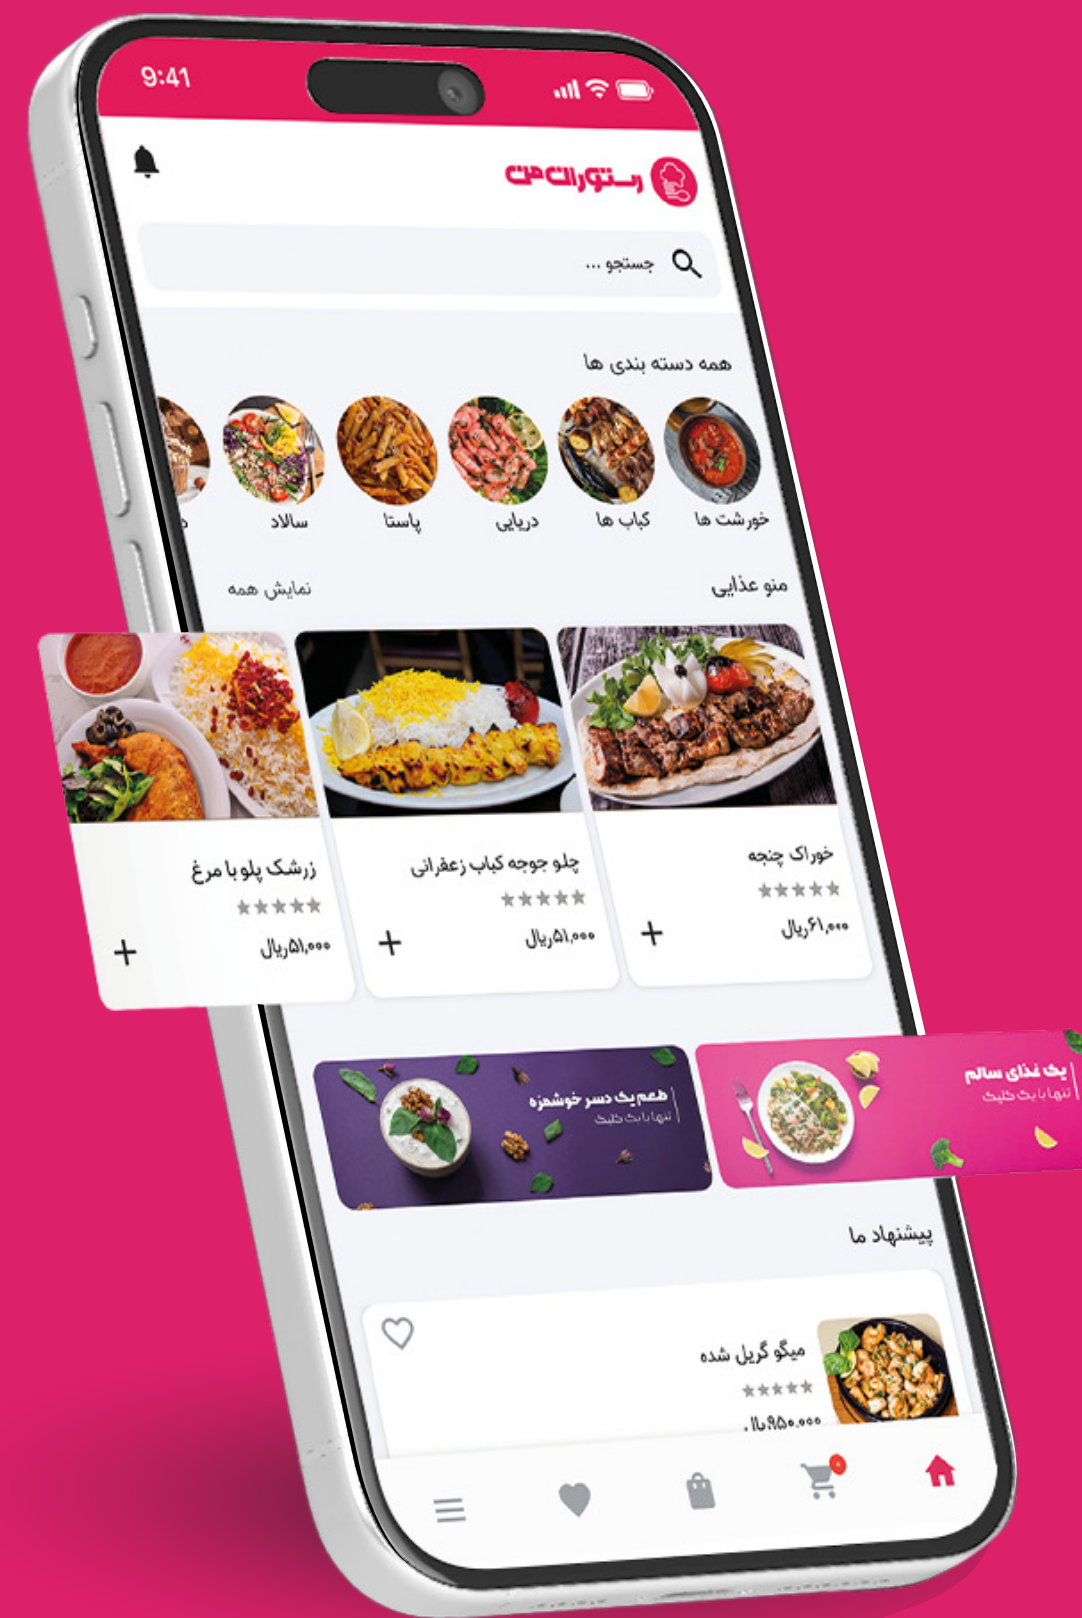 9:41
رستوران من
جستجو ...
همه دسته بندی ها
خورشت ها
کباب ها
دریایی
پاستا
سالاد
منو غذایی
نمایش همه
خوراک چنجه
۶۱,۰۰۰ریال
چلو جوجه کباب زعفرانی
۵۱,۰۰۰ریال
زرشک پلو با مرغ
۵۱,۰۰۰ریال
یک غذای سالم
تنها با یک کلیک
طعم یک دسر خوشمزه
تنها با یک کلیک
پیشنهاد ما
میگو گریل شده
۹۵۰,۰۰۰ریال